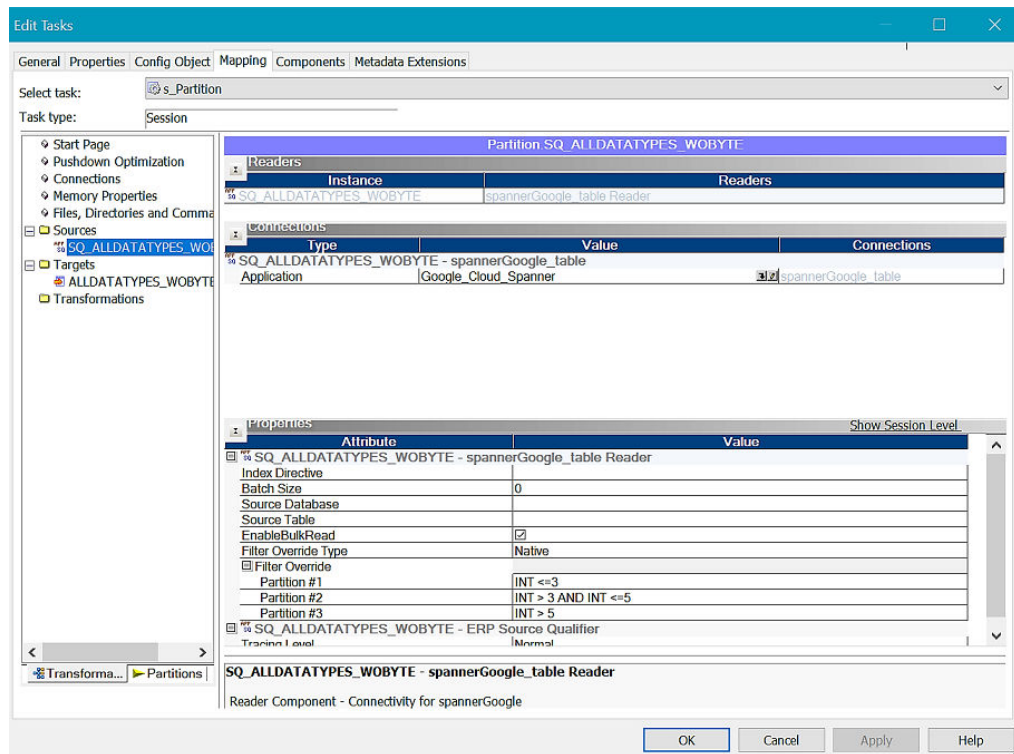 Edit Tasks
General Properties Config Object Mapping Components Metadata Extensions
Select task: s_Partition
Task type: Session
Start Page
Pushdown Optimization
Connections
Memory Properties
Files, Directories and Comma
Sources
SQ_ALLDATATYPES_WOB
Targets
ALLDATATYPES_WOBYTE
Transformations
Transforma... Partitions
Partition SQ_ALLDATATYPES_WOBYTE
Readers
Instance Readers
SQ_ALLDATATYPES_WOBYTE spannerGoogle_table Reader
Connections
Type Value Connections
SQ_ALLDATATYPES_WOBYTE - spannerGoogle_table
Application Google_Cloud_Spanner spannerGoogle_table
Properties Show Session Level
Attribute Value
SQ_ALLDATATYPES_WOBYTE - spannerGoogle_table Reader
Index Directive
Batch Size 0
Source Database
Source Table
EnableBulkRead
Filter Override Type Native
Filter Override
Partition #1 INT <=3
Partition #2 INT > 3 AND INT <=5
Partition #3 INT > 5
SQ_ALLDATATYPES_WOBYTE - ERP Source Qualifier
Tracing Level Normal
SQ_ALLDATATYPES_WOBYTE - spannerGoogle_table Reader
Reader Component - Connectivity for spannerGoogle
OK Cancel Apply Help